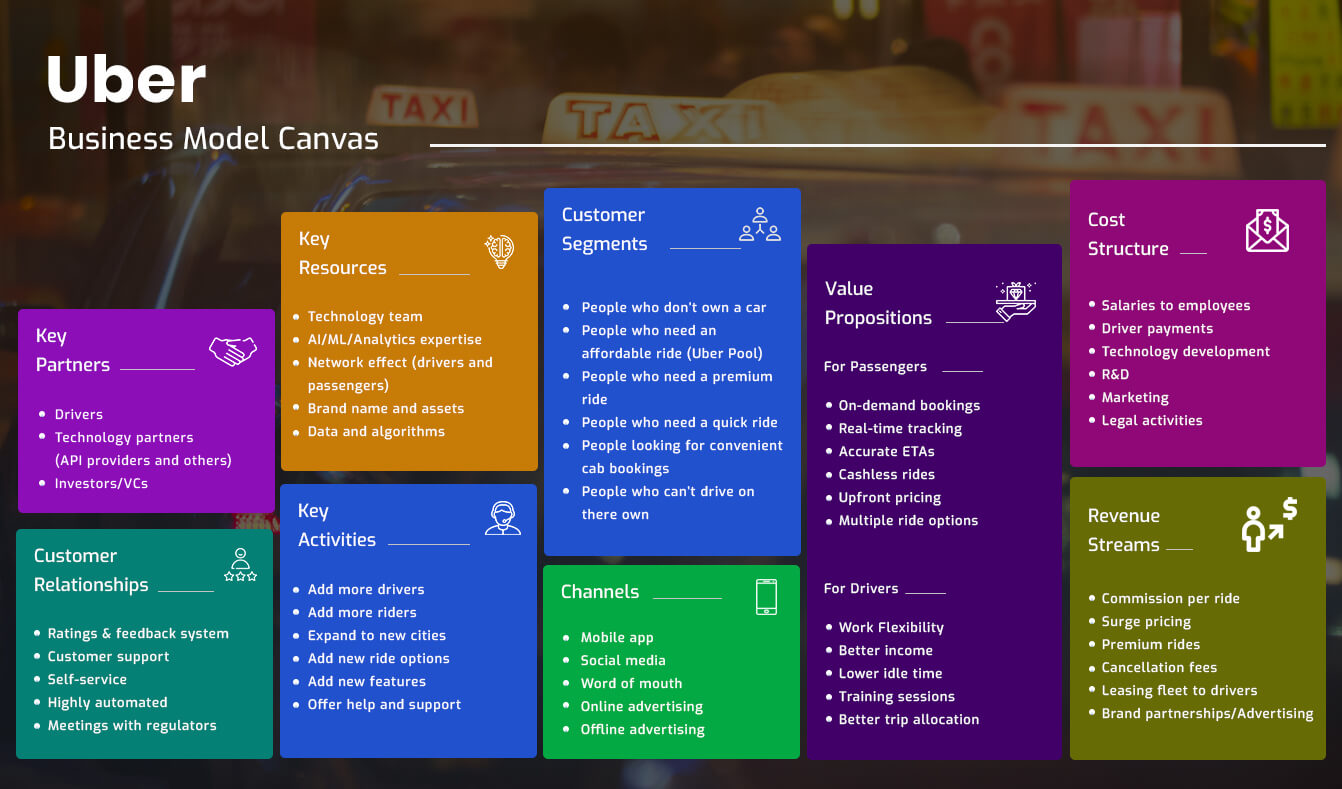 Uber
Business Model Canvas
TAXI
TAXI
TAXI
Key
Partners
Drivers
Technology partners
(API providers and others)
Investors/VCs
Customer
Relationships
Ratings & feedback system
Customer support
Self-service
Highly automated
Meetings with regulators
Key
Resources
Technology team
AI/ML/Analytics expertise
Network effect (drivers and
passengers)
Brand name and assets
Data and algorithms
Key
Activities
Add more drivers
Add more riders
Expand to new cities
Add new ride options
Add new features
Offer help and support
Customer
Segments
People who don't own a car
People who need an
affordable ride (Uber Pool)
People who need a premium
ride
People who need a quick ride
People looking for convenient
cab bookings
People who can't drive on
there own
Channels
Mobile app
Social media
Word of mouth
Online advertising
Offline advertising
Value
Propositions
For Passengers
On-demand bookings
Real-time tracking
Accurate ETAs
Cashless rides
Upfront pricing
Multiple ride options
For Drivers
Work Flexibility
Better income
Lower idle time
Training sessions
Better trip allocation
Cost
Structure
Salaries to employees
Driver payments
Technology development
R&D
Marketing
Legal activities
Revenue
Streams
Commission per ride
Surge pricing
Premium rides
Cancellation fees
Leasing fleet to drivers
Brand partnerships/Advertising